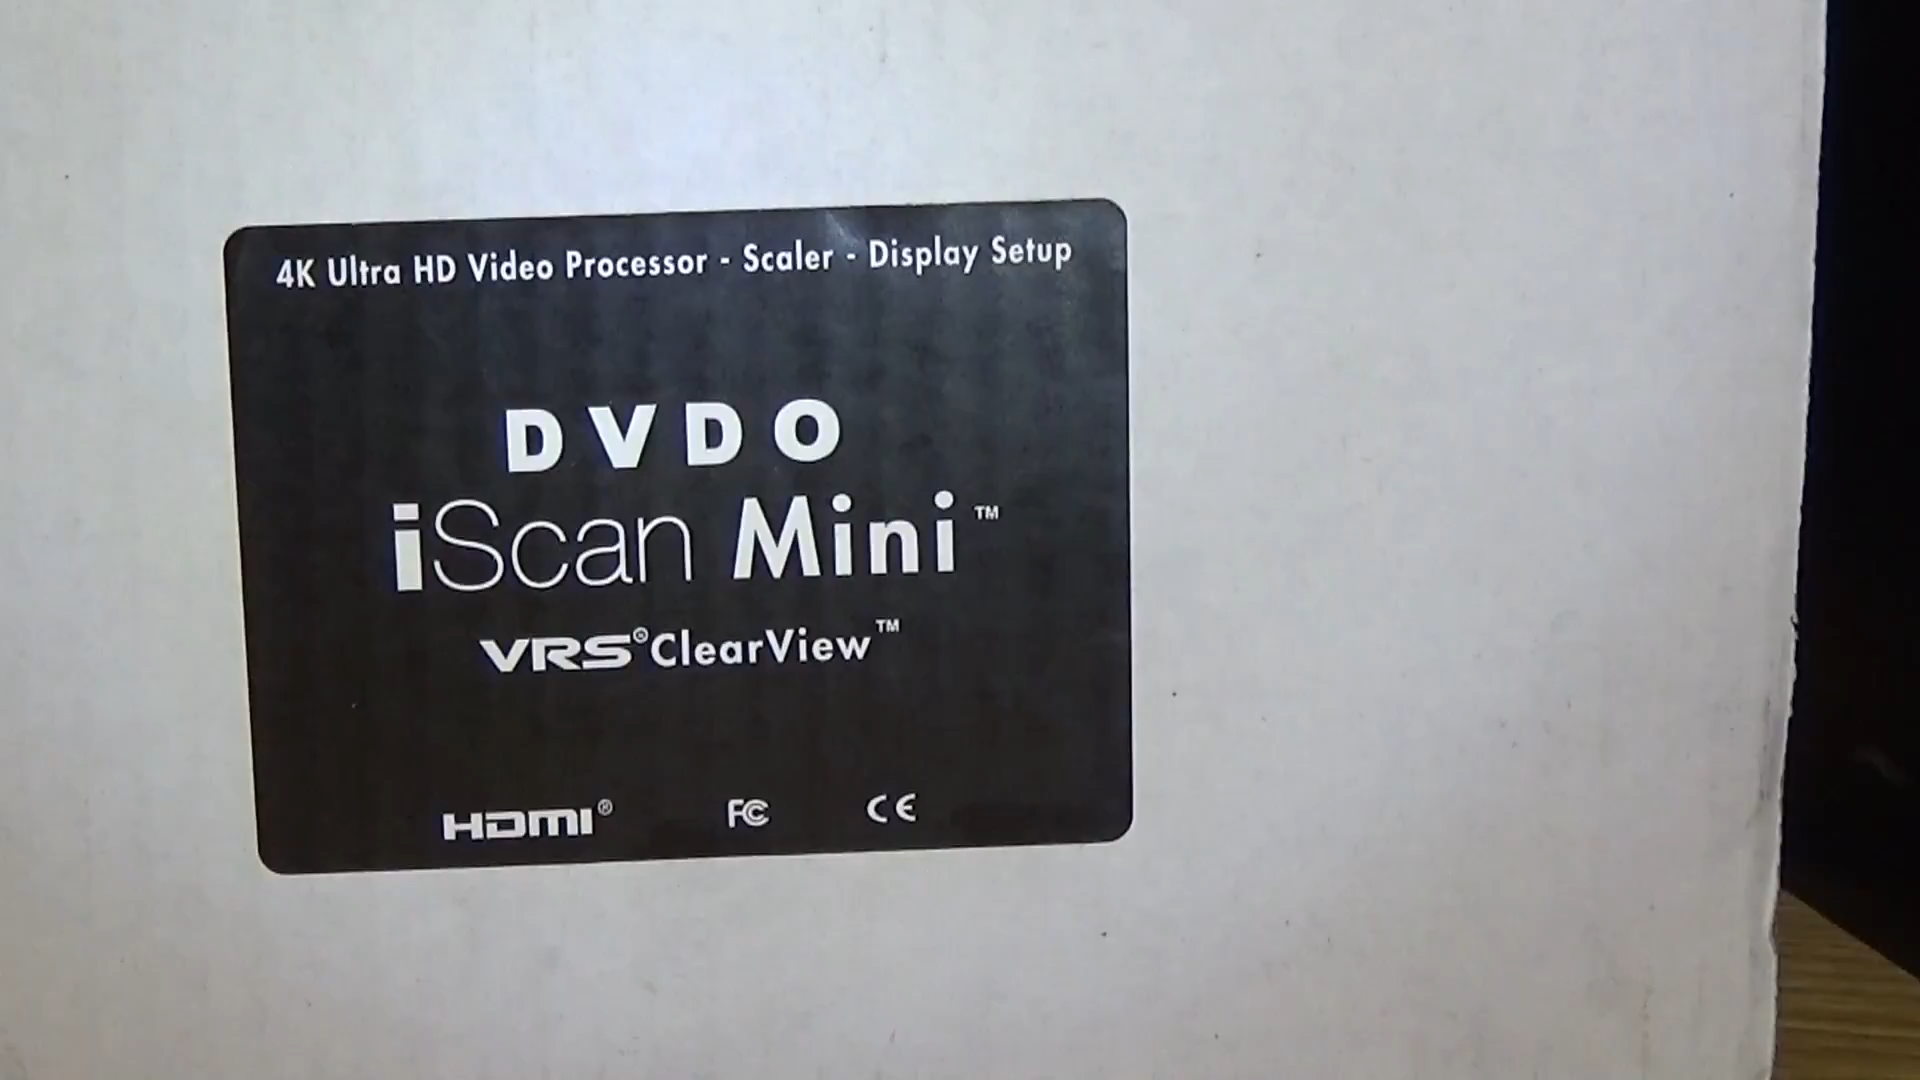 4K Ultra HD Video Processor - Scaler - Display Setup
DVDO
iScan Mini™
VRS® ClearView™
HDMI® FC CE